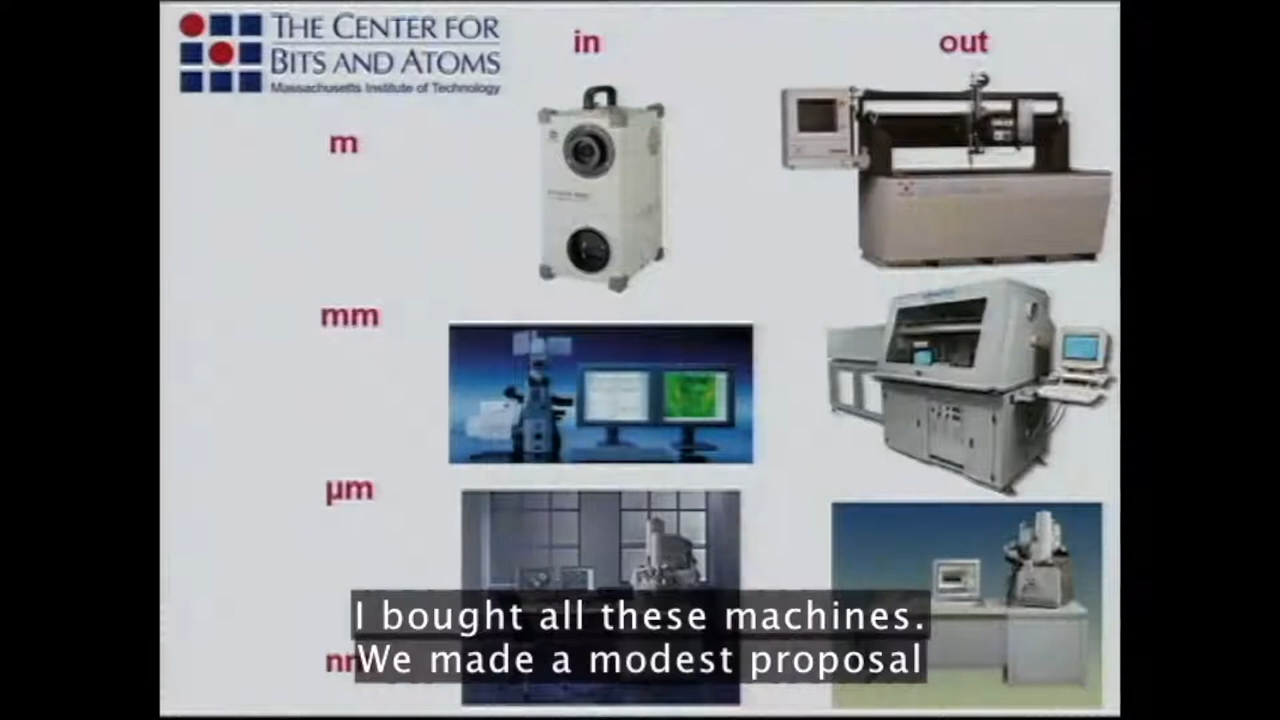 THE CENTER FOR
BITS AND ATOMS
Massachusetts Institute of Technology
in
out
m
mm
µm
I bought all these machines.
We made a modest proposal